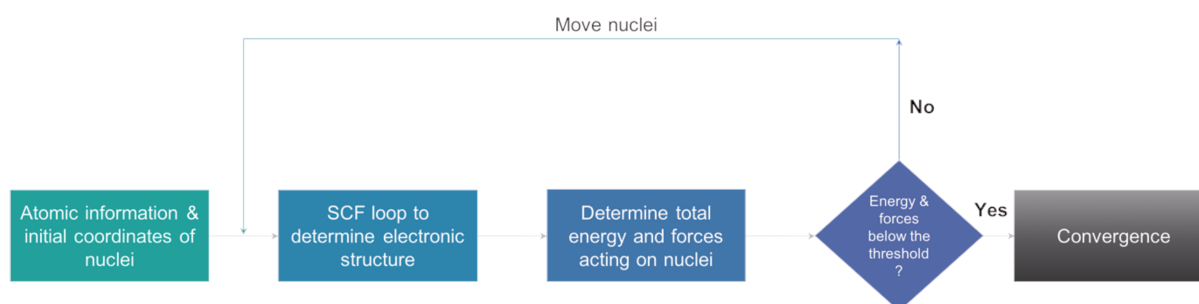 Move nuclei
No
Atomic information &
initial coordinates of
nuclei
SCF loop to
determine electronic
structure
Determine total
energy and forces
acting on nuclei
Energy &
forces
below the
threshold
?
Yes
Convergence